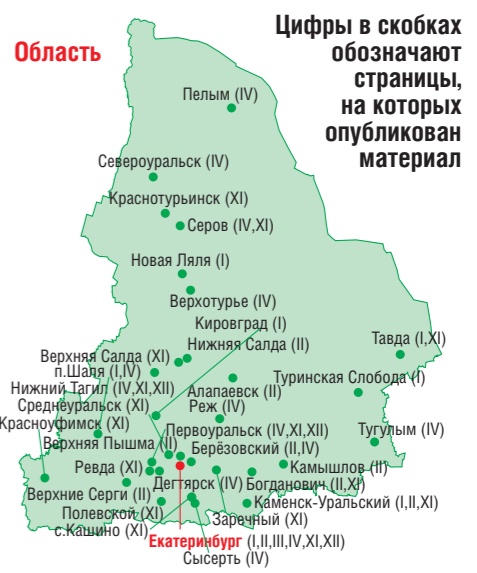 Область
Цифры в скобках
обозначают
страницы,
на которых
опубликован
материал
Пелым (IV)
Североуральск (IV)
Краснотурьинск (XI)
Серов (IV,XI)
Новая Ляля (I)
Верхотурье (IV)
Кировград (I)
Нижняя Салда (II)
Тавда (I,XI)
Верхняя Салда (XI)
п.Шаля (I,IV)
Туринская Слобода (I)
Нижний Тагил (IV,XI,XII)
Алапаевск (II)
Среднеуральск (XI)
Реж (IV)
Красноуфимск (XI)
Первоуральск (IV,XI,XII)
Тугулым (IV)
Верхняя Пышма (II)
Берёзовский (II,IV)
Ревда (XI)
Камышлов (II)
Дегтярск (IV)
Богданович (II,XI)
Верхние Серги (II)
Каменск-Уральский (I,II,XI)
Полевской (XI)
Заречный (XI)
с.Кашино (XI)
Екатеринбург (I,II,III,IV,XI,XII)
Сысерть (IV)